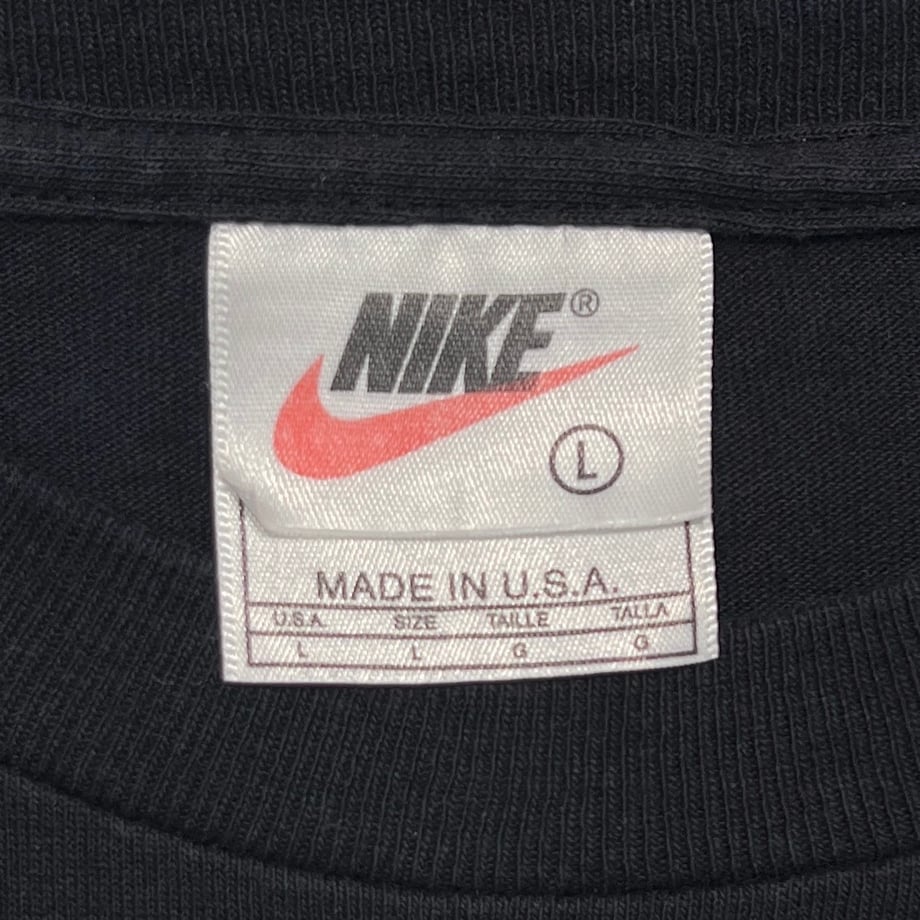 NIKE®
L
MADE IN U.S.A.
U.S.A. SIZE TAILLE TALLA
L L G G